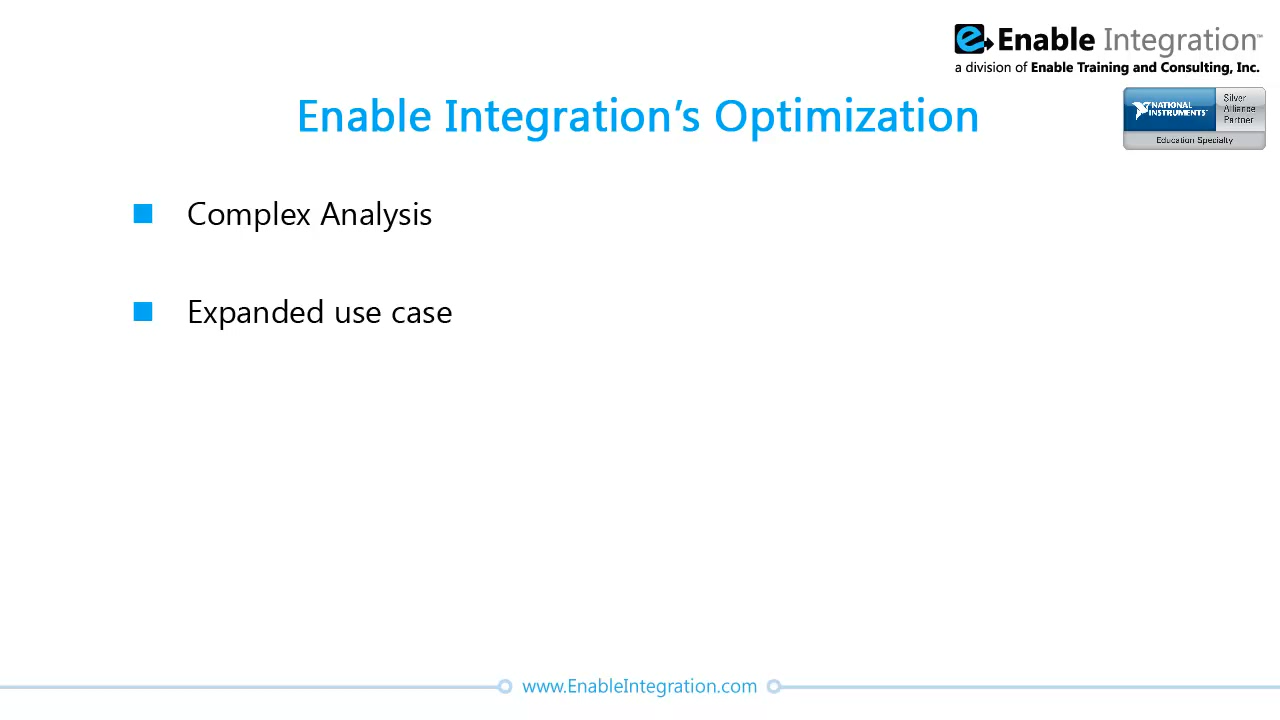 Enable Integration™
a division of Enable Training and Consulting, Inc.
Enable Integration's Optimization
NATIONAL INSTRUMENTS
Silver
Alliance
Partner
Education Specialty
Complex Analysis
Expanded use case
www.EnableIntegration.com